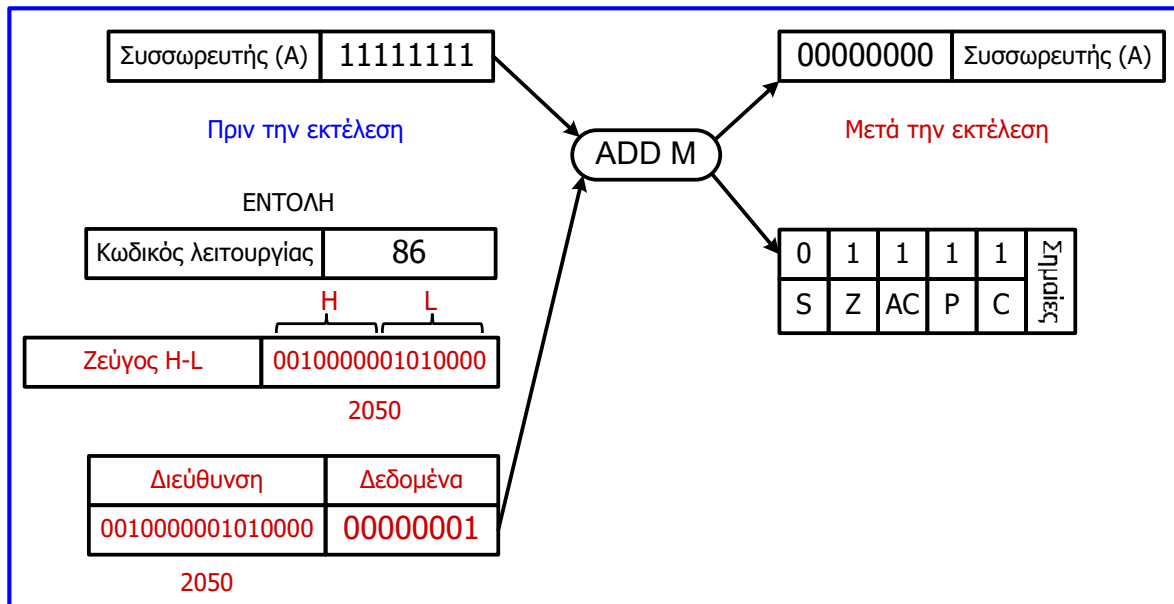 Συσσωρευτής (Α) 11111111
00000000 Συσσωρευτής (Α)
Πριν την εκτέλεση
ADD M
Μετά την εκτέλεση
ΕΝΤΟΛΗ
Κωδικός λειτουργίας 86
0 1 1 1 1
S Z AC P C
Σημαίες
H L
Ζεύγος H-L 0010000001010000
2050
Διεύθυνση Δεδομένα
0010000001010000 00000001
2050